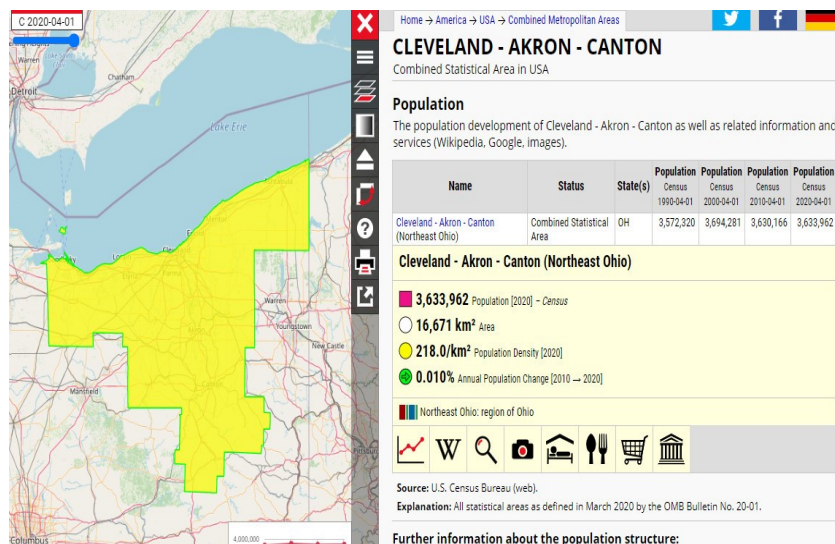 C 2020-04-01
Warren
Detroit
Chatham
Lake Erie
Warren
Youngstown
New Castle
Mansfield
Columbus
4,000,000
Home → America → USA → Combined Metropolitan Areas
CLEVELAND - AKRON - CANTON
Combined Statistical Area in USA
Population
The population development of Cleveland - Akron - Canton as well as related information and
services (Wikipedia, Google, images).
Name Status State(s) Population Census 1990-04-01 Population Census 2000-04-01 Population Census 2010-04-01 Population Census 2020-04-01
Cleveland - Akron - Canton (Northeast Ohio) Combined Statistical Area OH 3,572,320 3,694,281 3,630,166 3,633,962
Cleveland - Akron - Canton (Northeast Ohio)
3,633,962 Population [2020] – Census
16,671 km² Area
218.0/km² Population Density [2020]
0.010% Annual Population Change [2010 → 2020]
Northeast Ohio: region of Ohio
W
Source: U.S. Census Bureau (web).
Explanation: All statistical areas as defined in March 2020 by the OMB Bulletin No. 20-01.
Further information about the population structure: